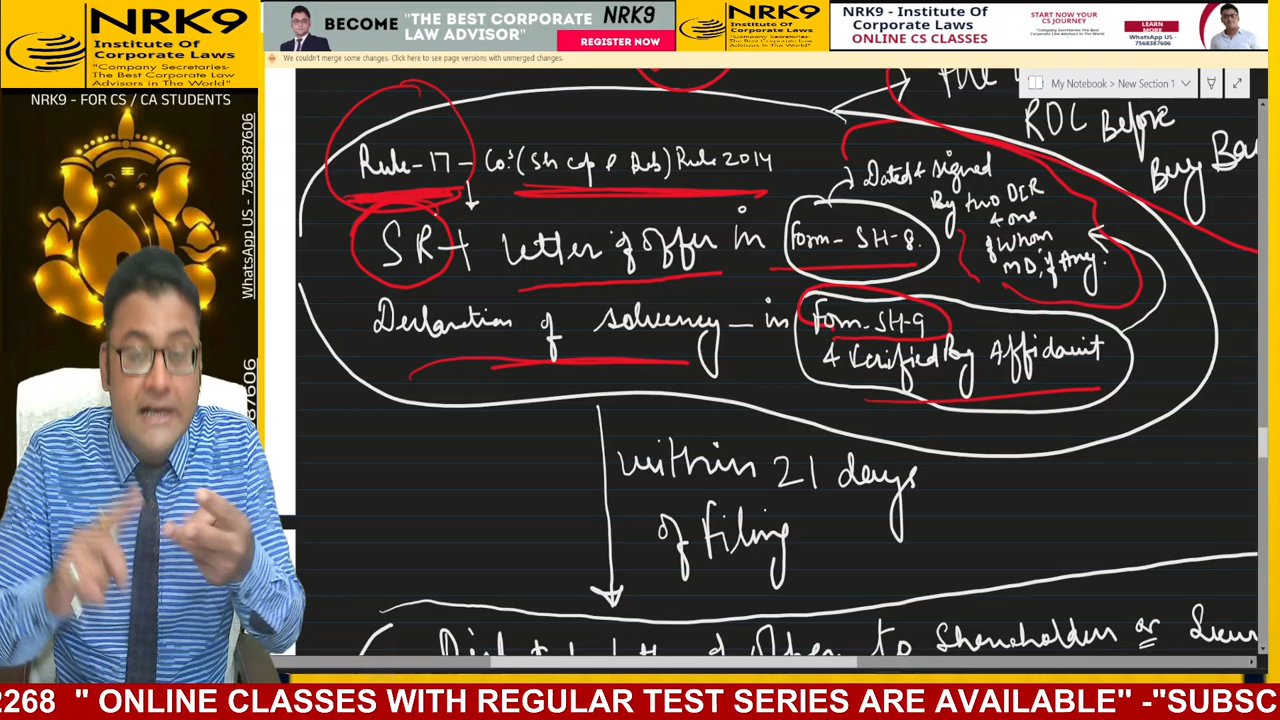 NRK9
Institute Of
Corporate Laws
"Company Secretaries-
The Best Corporate Law
Advisors in The World"
NRK9 - FOR CS / CA STUDENTS
BECOME "THE BEST CORPORATE
LAW ADVISOR"
NRK9
REGISTER NOW
NRK9
Institute Of
Corporate Laws
NRK9 - Institute Of
Corporate Laws
ONLINE CS CLASSES
START NOW YOUR
CS JOURNEY
LEARN
MORE
WhatsApp US -
7568387606
We couldn't merge some changes. Click here to see page versions with unmerged changes.
My Notebook > New Section 1
WhatsApp US - 7568387606
87606
ROC Before
Buy Bac
Rule-17 - Co's (Sh cap & Deb) Rule 2014
Dated & signed
By two DIR
& one
of Whom
MD, if Any.
SR + letter of offer in Form - SH-8.
Declaration of solvency - in Form - SH-9
& Verified By Affidavit
within 21 days
of Filing
to Shareholders or
2268 " ONLINE CLASSES WITH REGULAR TEST SERIES ARE AVAILABLE" -"SUBSC